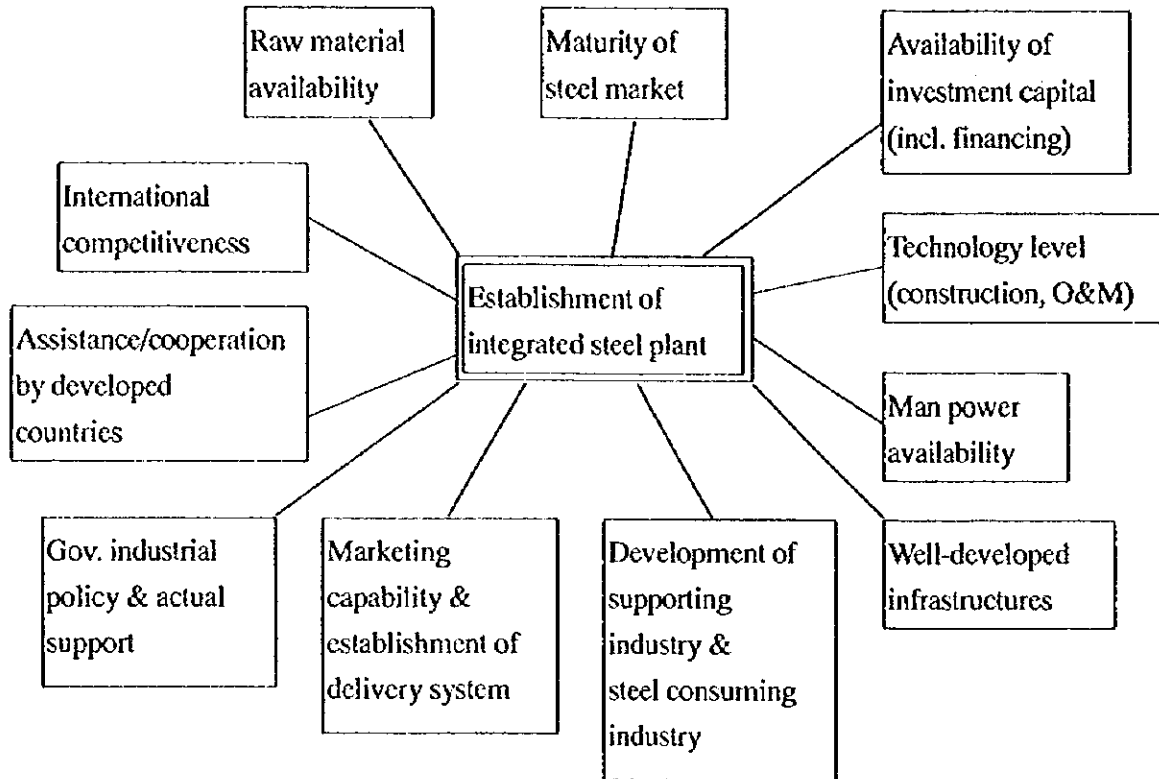 Raw material
availability
Maturity of
steel market
Availability of
investment capital
(incl. financing)
International
competitiveness
Technology level
(construction, O&M)
Establishment of
integrated steel plant
Assistance/cooperation
by developed
countries
Man power
availability
Gov. industrial
policy & actual
support
Marketing
capability &
establishment of
delivery system
Development of
supporting
industry &
steel consuming
industry
Well-developed
infrastructures